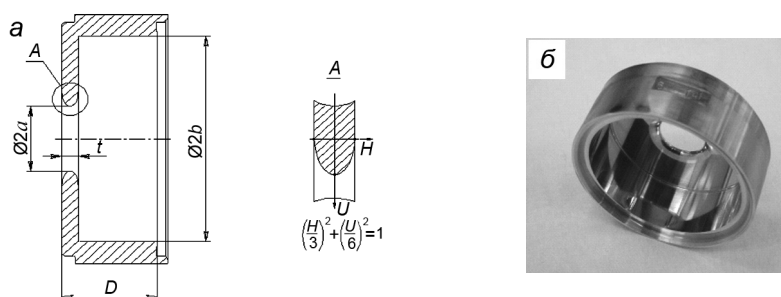 а
A
Ø2a
t
Ø2b
D
A
H
U
(H/3)² + (U/6)² = 1
б